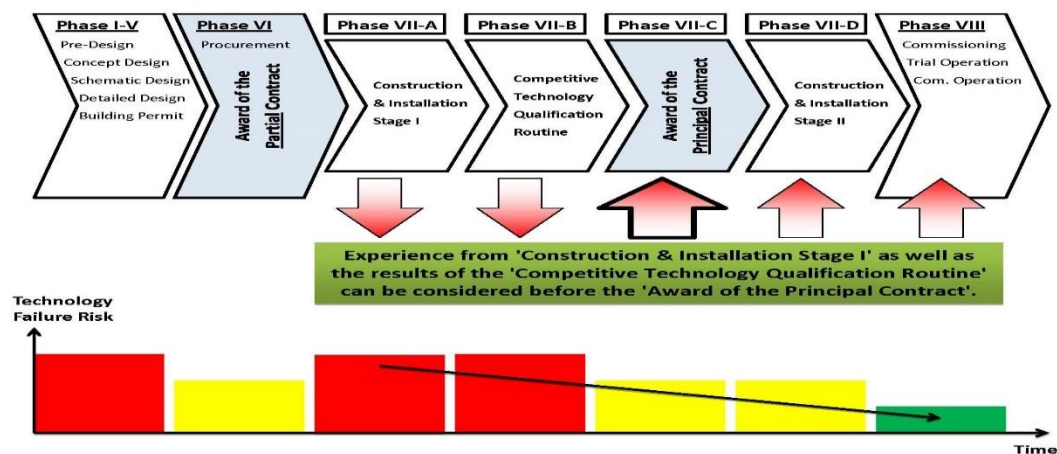 Phase I-V
Pre-Design
Concept Design
Schematic Design
Detailed Design
Building Permit
Phase VI
Procurement
Award of the
Partial Contract
Phase VII-A
Construction
& Installation
Stage I
Phase VII-B
Competitive
Technology
Qualification
Routine
Phase VII-C
Award of the
Principal Contract
Phase VII-D
Construction
& Installation
Stage II
Phase VIII
Commissioning
Trial Operation
Com. Operation
Experience from 'Construction & Installation Stage I' as well as
the results of the 'Competitive Technology Qualification Routine'
can be considered before the 'Award of the Principal Contract'.
Technology
Failure Risk
Time